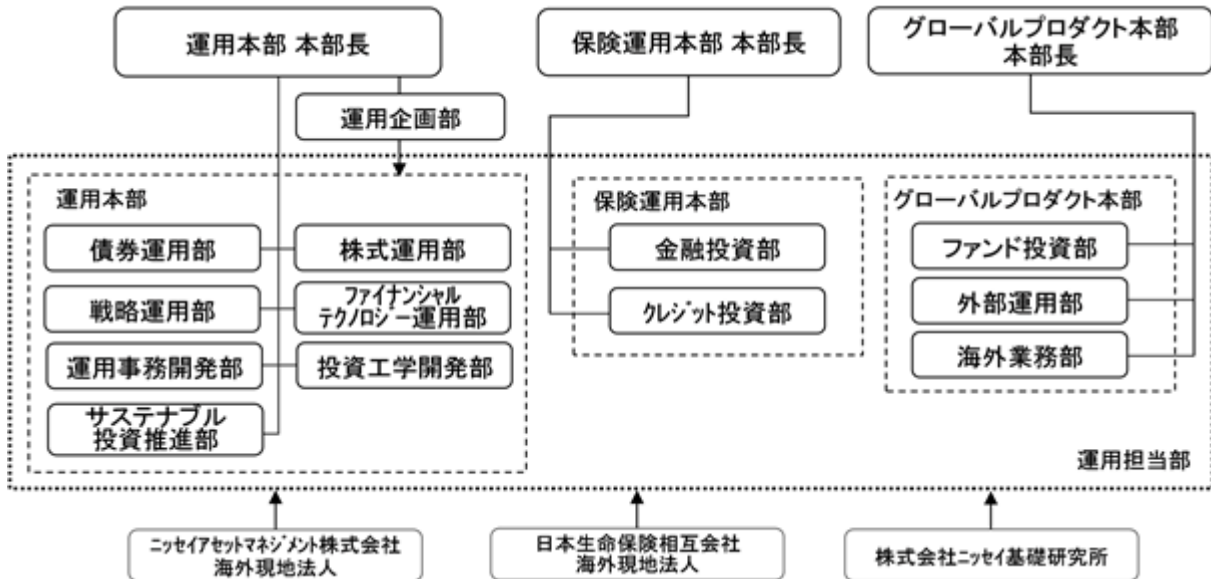 運用本部 本部長
保険運用本部 本部長
グローバルプロダクト本部
本部長
運用企画部
運用本部
債券運用部
株式運用部
戦略運用部
ファイナンシャル
テクノロジー運用部
運用事務開発部
投資工学開発部
サステナブル
投資推進部
保険運用本部
金融投資部
クレジット投資部
グローバルプロダクト本部
ファンド投資部
外部運用部
海外業務部
運用担当部
ニッセイアセットマネジメント株式会社
海外現地法人
日本生命保険相互会社
海外現地法人
株式会社ニッセイ基礎研究所